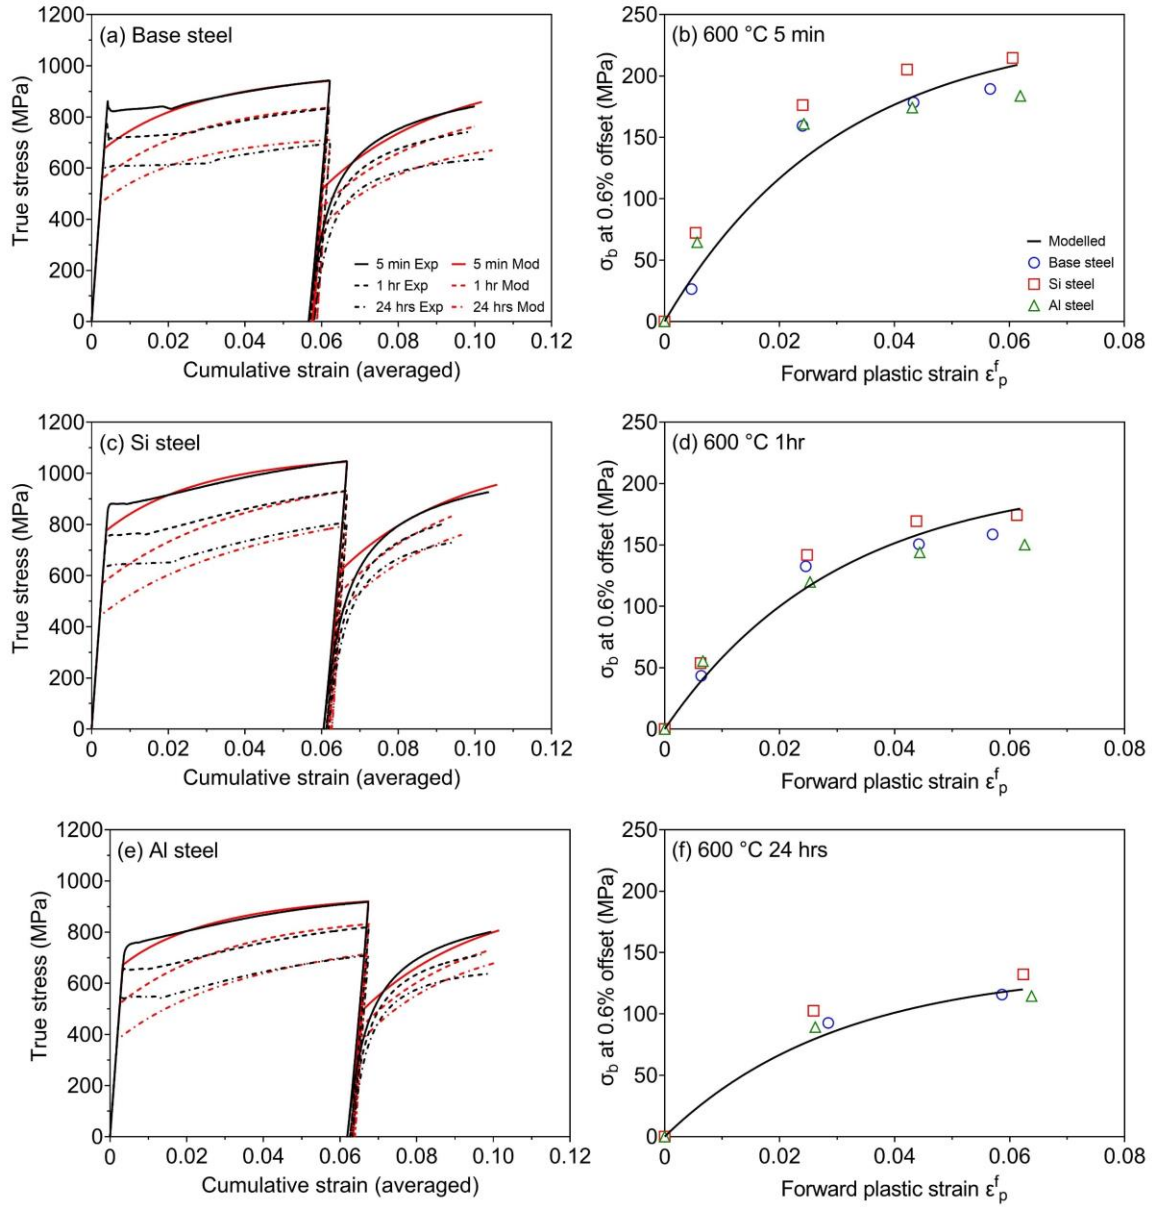 (a) Base steel
True stress (MPa)
1200
1000
800
600
400
200
0
5 min Exp
5 min Mod
1 hr Exp
1 hr Mod
24 hrs Exp
24 hrs Mod
0 0.02 0.04 0.06 0.08 0.10 0.12
Cumulative strain (averaged)
(b) 600 °C 5 min
σb at 0.6% offset (MPa)
250
200
150
100
50
0
Modelled
Base steel
Si steel
Al steel
0 0.02 0.04 0.06 0.08
Forward plastic strain ε^f_p
(c) Si steel
True stress (MPa)
1200
1000
800
600
400
200
0
0 0.02 0.04 0.06 0.08 0.10 0.12
Cumulative strain (averaged)
(d) 600 °C 1hr
σb at 0.6% offset (MPa)
250
200
150
100
50
0
0 0.02 0.04 0.06 0.08
Forward plastic strain ε^f_p
(e) Al steel
True stress (MPa)
1200
1000
800
600
400
200
0
0 0.02 0.04 0.06 0.08 0.10 0.12
Cumulative strain (averaged)
(f) 600 °C 24 hrs
σb at 0.6% offset (MPa)
250
200
150
100
50
0
0 0.02 0.04 0.06 0.08
Forward plastic strain ε^f_p